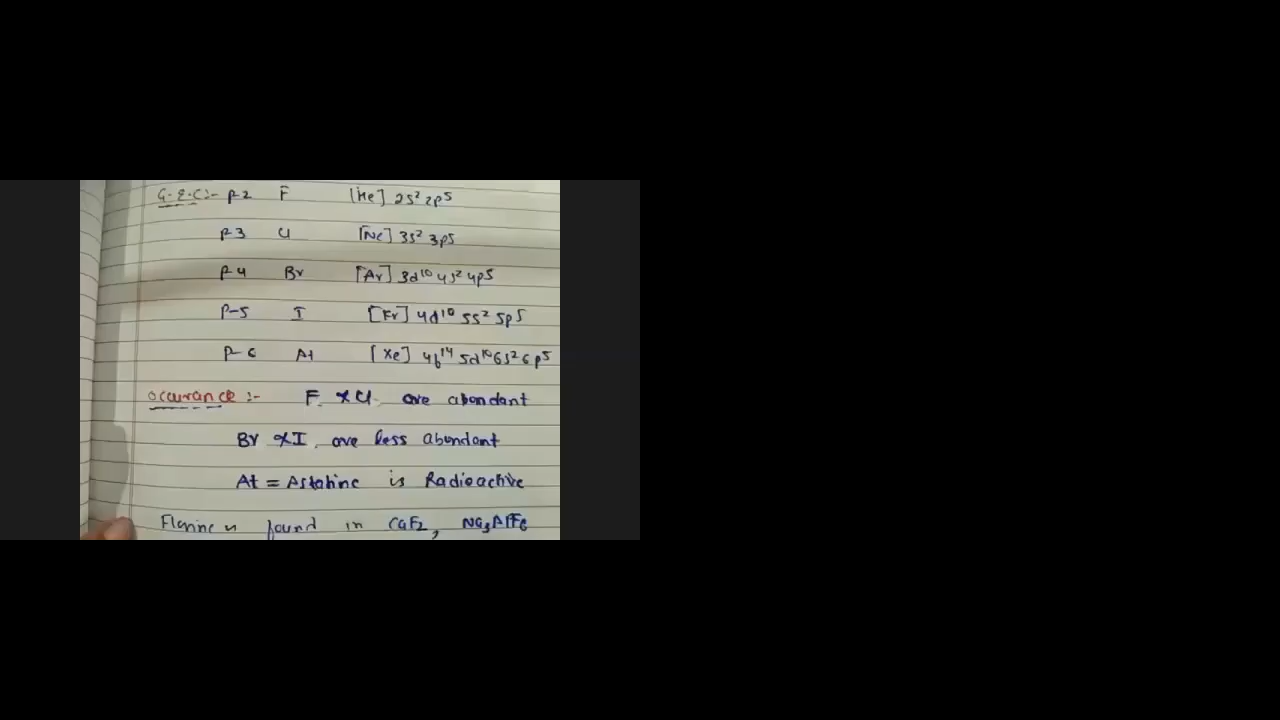 G.E.C :- P-2 F [He] 2s² 2p⁵
P-3 Cl [Ne] 3s² 3p⁵
P-4 Br [Ar] 3d¹⁰ 4s² 4p⁵
P-5 I [Kr] 4d¹⁰ 5s² 5p⁵
P-6 At [Xe] 4f¹⁴ 5d¹⁰ 6s² 6p⁵
occurance :- F & Cl are abondant
Br & I are less abondant
At = Astatine is Radioactive
found in CaF₂, Na₃AlF₆